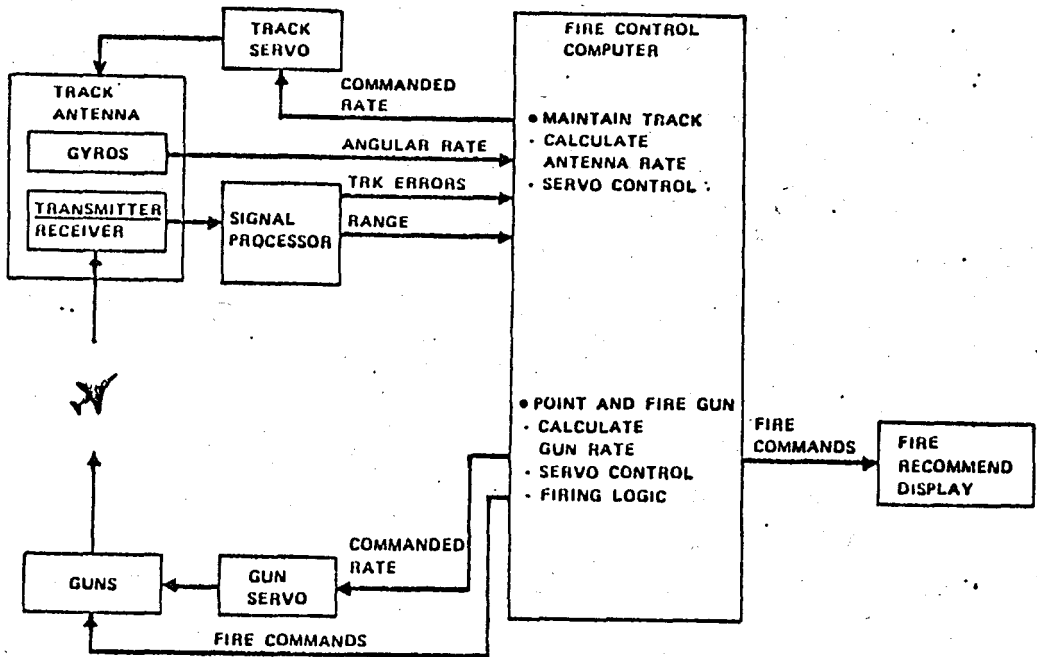 TRACK
SERVO
FIRE CONTROL
COMPUTER
TRACK
ANTENNA
COMMANDED
RATE
GYROS
ANGULAR RATE
• MAINTAIN TRACK
- CALCULATE
ANTENNA RATE
- SERVO CONTROL
TRANSMITTER
RECEIVER
SIGNAL
PROCESSOR
TRK ERRORS
RANGE
• POINT AND FIRE GUN
- CALCULATE
GUN RATE
- SERVO CONTROL
- FIRING LOGIC
FIRE
COMMANDS
FIRE
RECOMMEND
DISPLAY
COMMANDED
RATE
GUNS
GUN
SERVO
FIRE COMMANDS